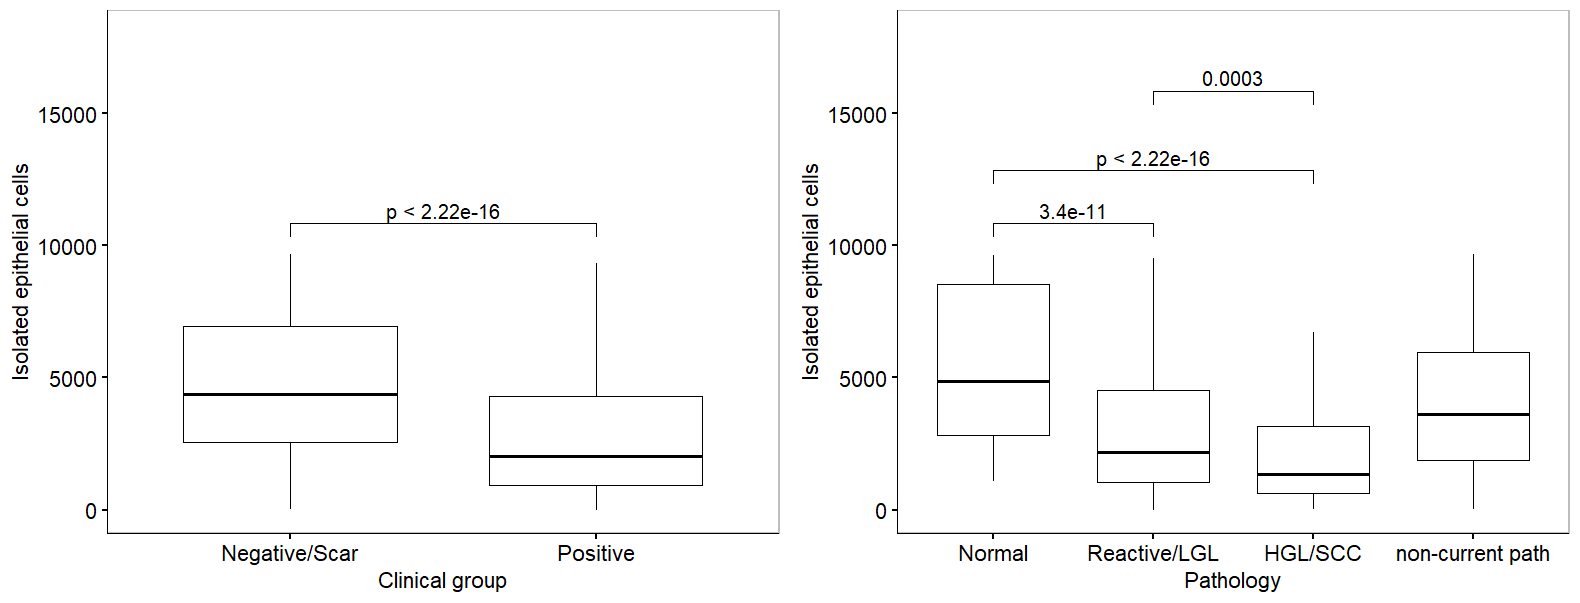 15000
10000
5000
0
Isolated epithelial cells
p < 2.22e-16
Negative/Scar
Positive
Clinical group
15000
10000
5000
0
Isolated epithelial cells
0.0003
p < 2.22e-16
3.4e-11
Normal
Reactive/LGL
HGL/SCC
non-current path
Pathology